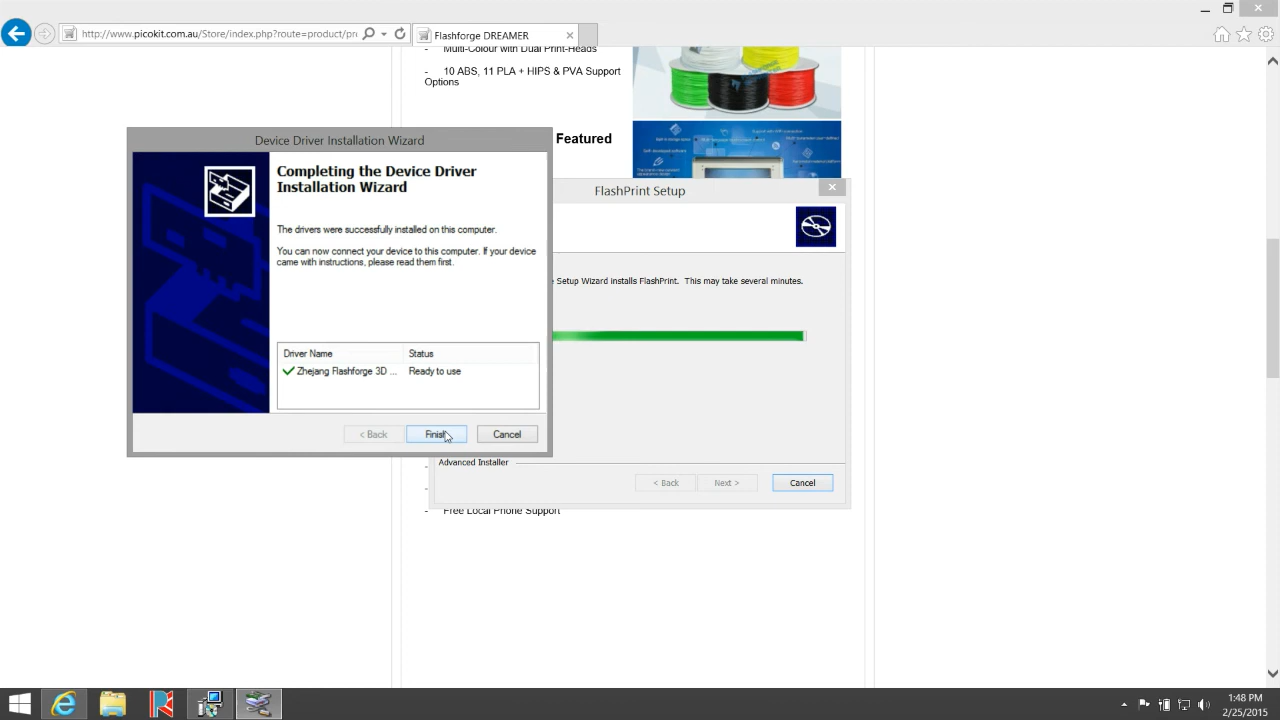 http://www.picokit.com.au/Store/index.php?route=product/pr
Flashforge DREAMER
- Multi-Colour with Dual Print-Heads
- 10 ABS, 11 PLA + HIPS & PVA Support
Options
Featured
Device Driver Installation Wizard
Completing the Device Driver
Installation Wizard
The drivers were successfully installed on this computer.
You can now connect your device to this computer. If your device
came with instructions, please read them first.
Driver Name Status
Zhejang Flashforge 3D ... Ready to use
< Back Finish Cancel
FlashPrint Setup
Setup Wizard installs FlashPrint. This may take several minutes.
Advanced Installer
< Back Next > Cancel
- Free Local Phone Support
1:48 PM
2/25/2015